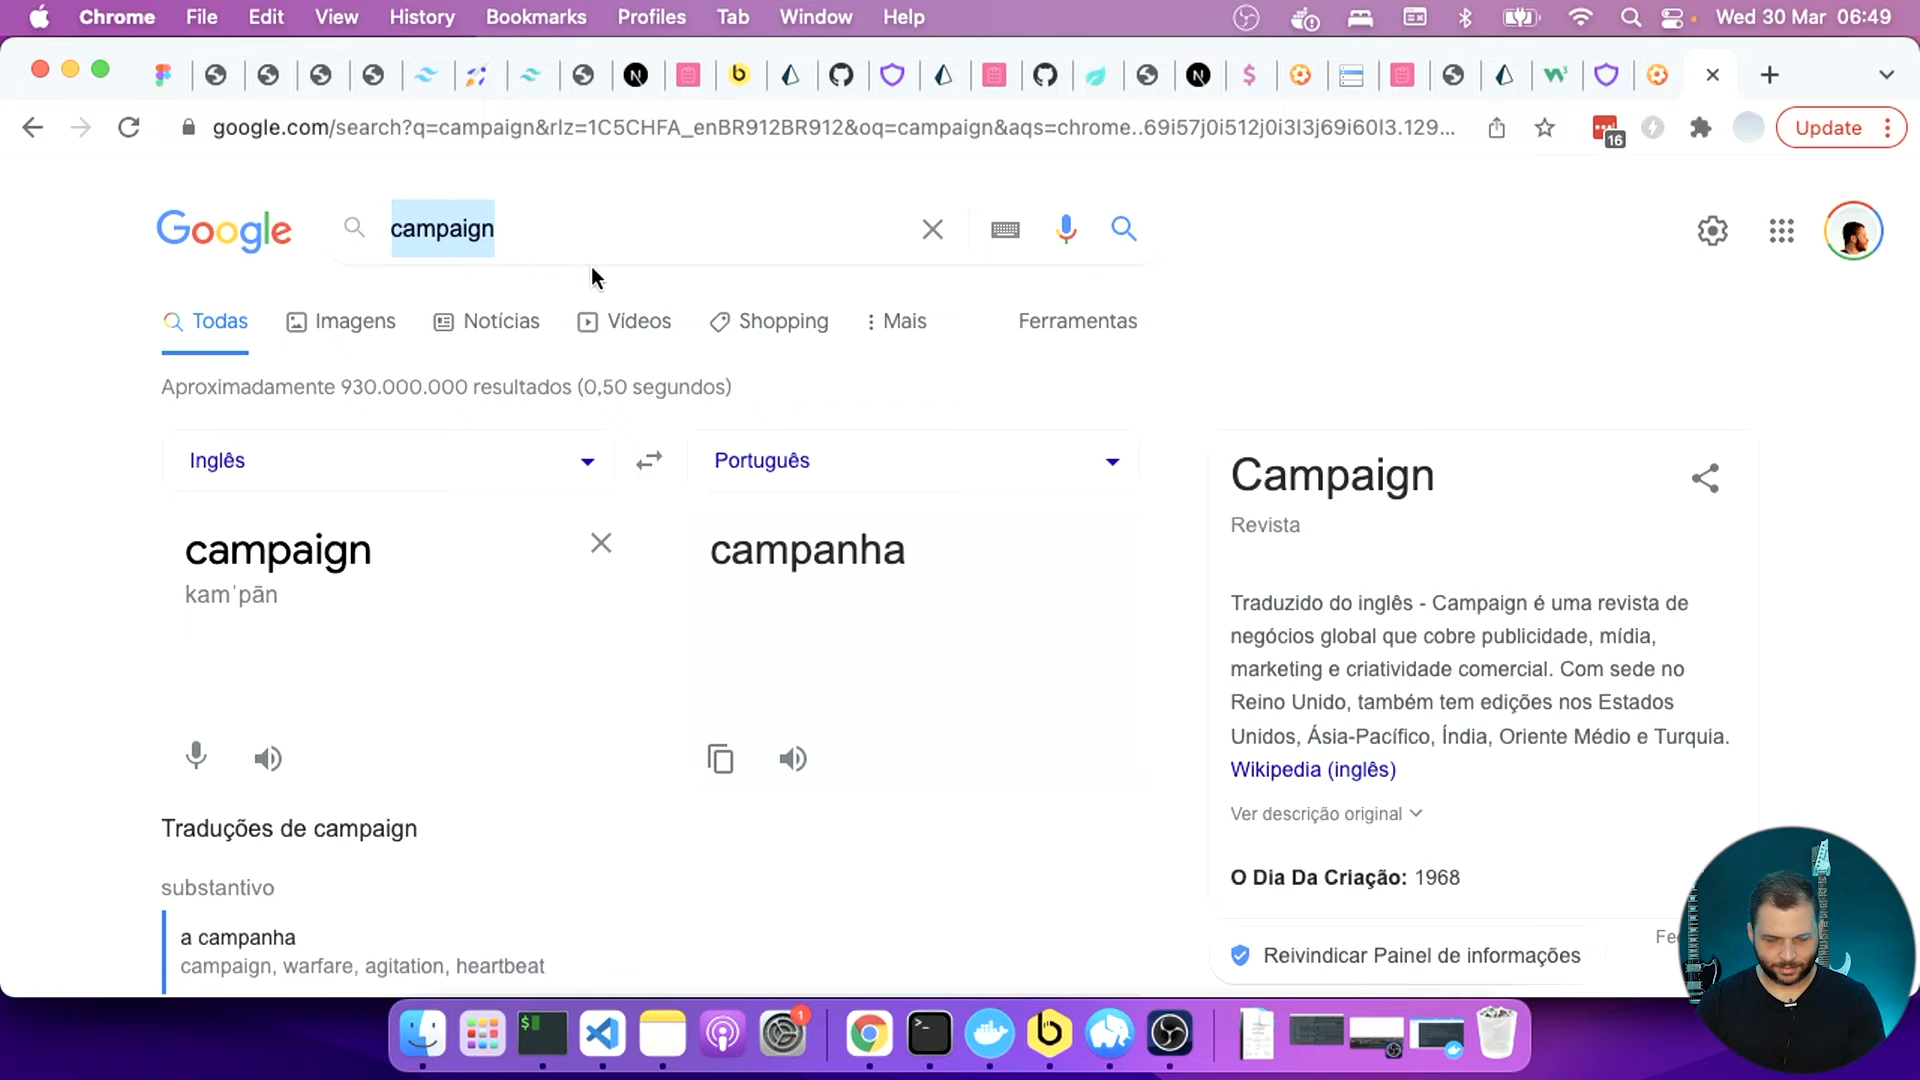 Chrome File Edit View History Bookmarks Profiles Tab Window Help Wed 30 Mar 06:49
google.com/search?q=campaign&rlz=1C5CHFA_enBR912BR912&oq=campaign&aqs=chrome..69i57j0i512j0i3l3j69i60l3.129...
16
Update
Google
campaign
Todas Imagens Notícias Vídeos Shopping Mais Ferramentas
Aproximadamente 930.000.000 resultados (0,50 segundos)
Inglês Português
campaign
kamˈpān
campanha
Traduções de campaign
substantivo
a campanha
campaign, warfare, agitation, heartbeat
Campaign
Revista
Traduzido do inglês - Campaign é uma revista de
negócios global que cobre publicidade, mídia,
marketing e criatividade comercial. Com sede no
Reino Unido, também tem edições nos Estados
Unidos, Ásia-Pacífico, Índia, Oriente Médio e Turquia.
Wikipedia (inglês)
Ver descrição original
O Dia Da Criação: 1968
Fee
Reivindicar Painel de informações
1